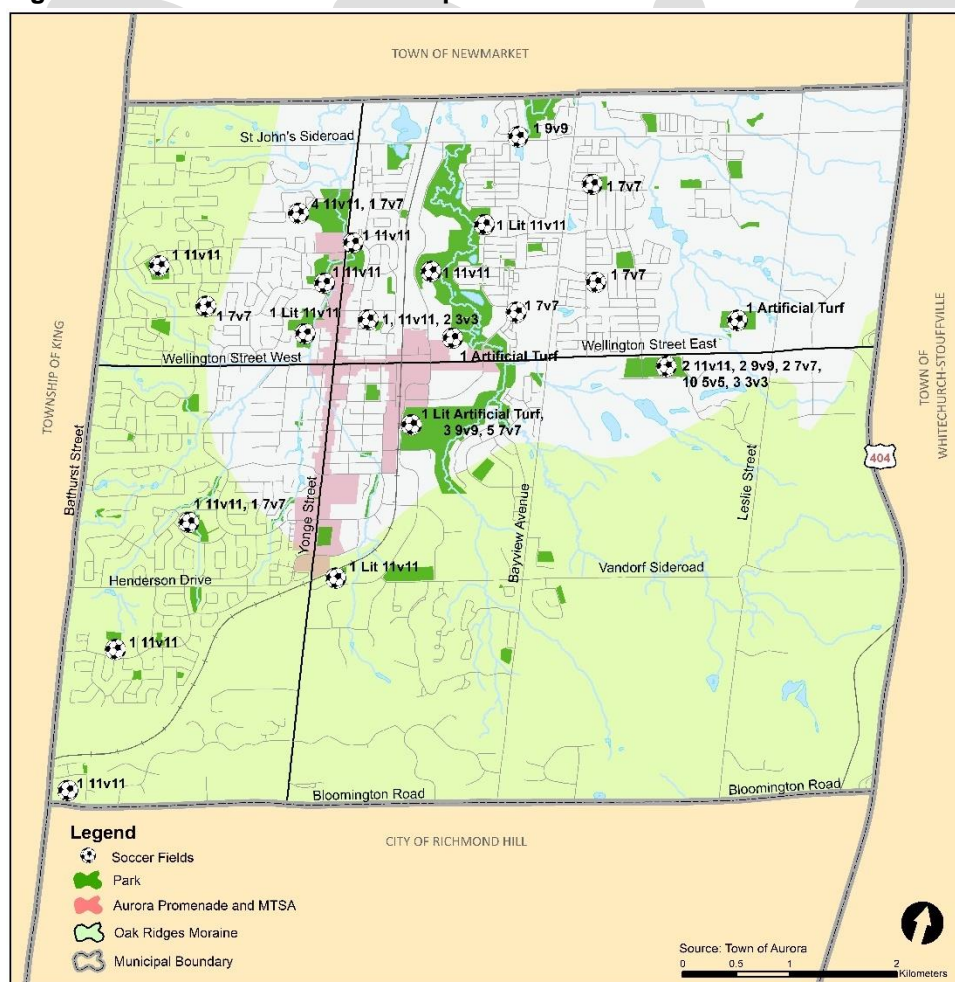 TOWN OF NEWMARKET
St John's Sideroad
1 9v9
1 7v7
4 11v11, 1 7v7
1 Lit 11v11
1 11v11
1 11v11
1 11v11
1 11v11
1 7v7
1 7v7
1 7v7
1 Lit 11v11
1, 11v11, 2 3v3
1 Artificial Turf
TOWNSHIP OF KING
Wellington Street West
Wellington Street East
1 Artificial Turf
2 11v11, 2 9v9, 2 7v7,
10 5v5, 3 3v3
TOWN OF
WHITECHURCH-STOUFFVILLE
1 Lit Artificial Turf,
3 9v9, 5 7v7
404
Bathurst Street
Yonge Street
Bayview Avenue
Leslie Street
1 11v11, 1 7v7
Henderson Drive
1 Lit 11v11
Vandorf Sideroad
1 11v11
1 11v11
Bloomington Road
Bloomington Road
CITY OF RICHMOND HILL
Legend
Soccer Fields
Park
Aurora Promenade and MTSA
Oak Ridges Moraine
Municipal Boundary
Source: Town of Aurora
0 0.5 1 2
Kilometers